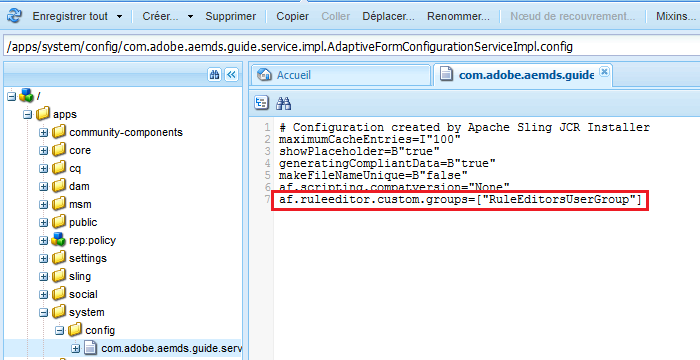 Enregistrer tout Créer... Supprimer Copier Coller Déplacer... Renommer... Nœud de recouvrement... Mixins..
/apps/system/config/com.adobe.aemds.guide.service.impl.AdaptiveFormConfigurationServiceImpl.config
Accueil com.adobe.aemds.guide
/
apps
community-components
core
cq
dam
msm
public
rep:policy
settings
sling
social
system
config
com.adobe.aemds.guide.serv
1 # Configuration created by Apache Sling JCR Installer
2 maximumCacheEntries=I"100"
3 showPlaceholder=B"true"
4 generatingCompliantData=B"true"
5 makeFileNameUnique=B"false"
6 af.scripting.compatversion="None"
7 af.ruleeditor.custom.groups=["RuleEditorsUserGroup"]